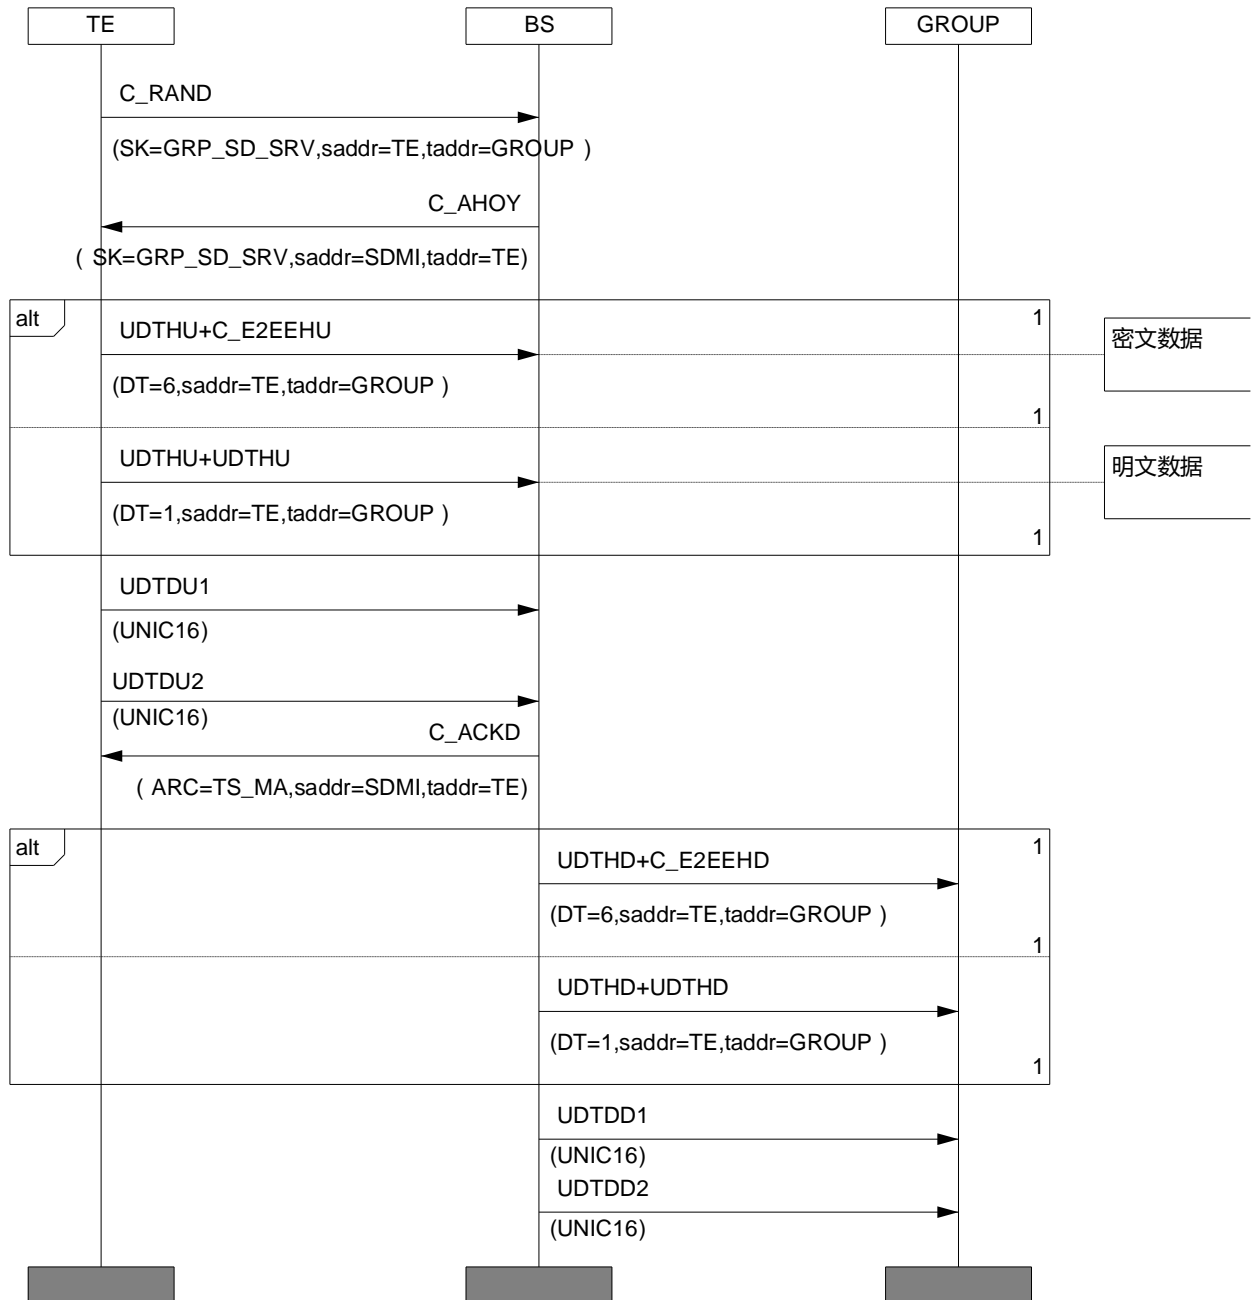 TE
BS
GROUP
C_RAND
(SK=GRP_SD_SRV,saddr=TE,taddr=GROUP )
C_AHOY
( SK=GRP_SD_SRV,saddr=SDMI,taddr=TE)
alt
1
UDTHU+C_E2EEHU
密文数据
(DT=6,saddr=TE,taddr=GROUP )
1
UDTHU+UDTHU
明文数据
(DT=1,saddr=TE,taddr=GROUP )
1
UDTDU1
(UNIC16)
UDTDU2
(UNIC16)
C_ACKD
( ARC=TS_MA,saddr=SDMI,taddr=TE)
alt
1
UDTHD+C_E2EEHD
(DT=6,saddr=TE,taddr=GROUP )
1
UDTHD+UDTHD
(DT=1,saddr=TE,taddr=GROUP )
1
UDTDD1
(UNIC16)
UDTDD2
(UNIC16)